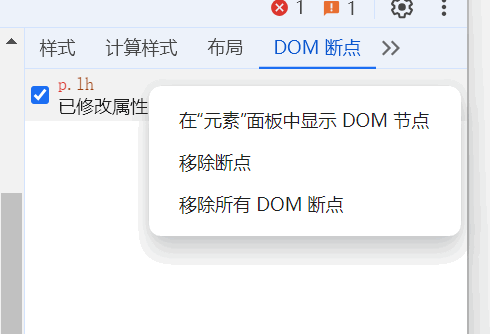 1 1
样式 计算样式 布局 DOM 断点
p.lh
已修改属性
在“元素”面板中显示 DOM 节点
移除断点
移除所有 DOM 断点